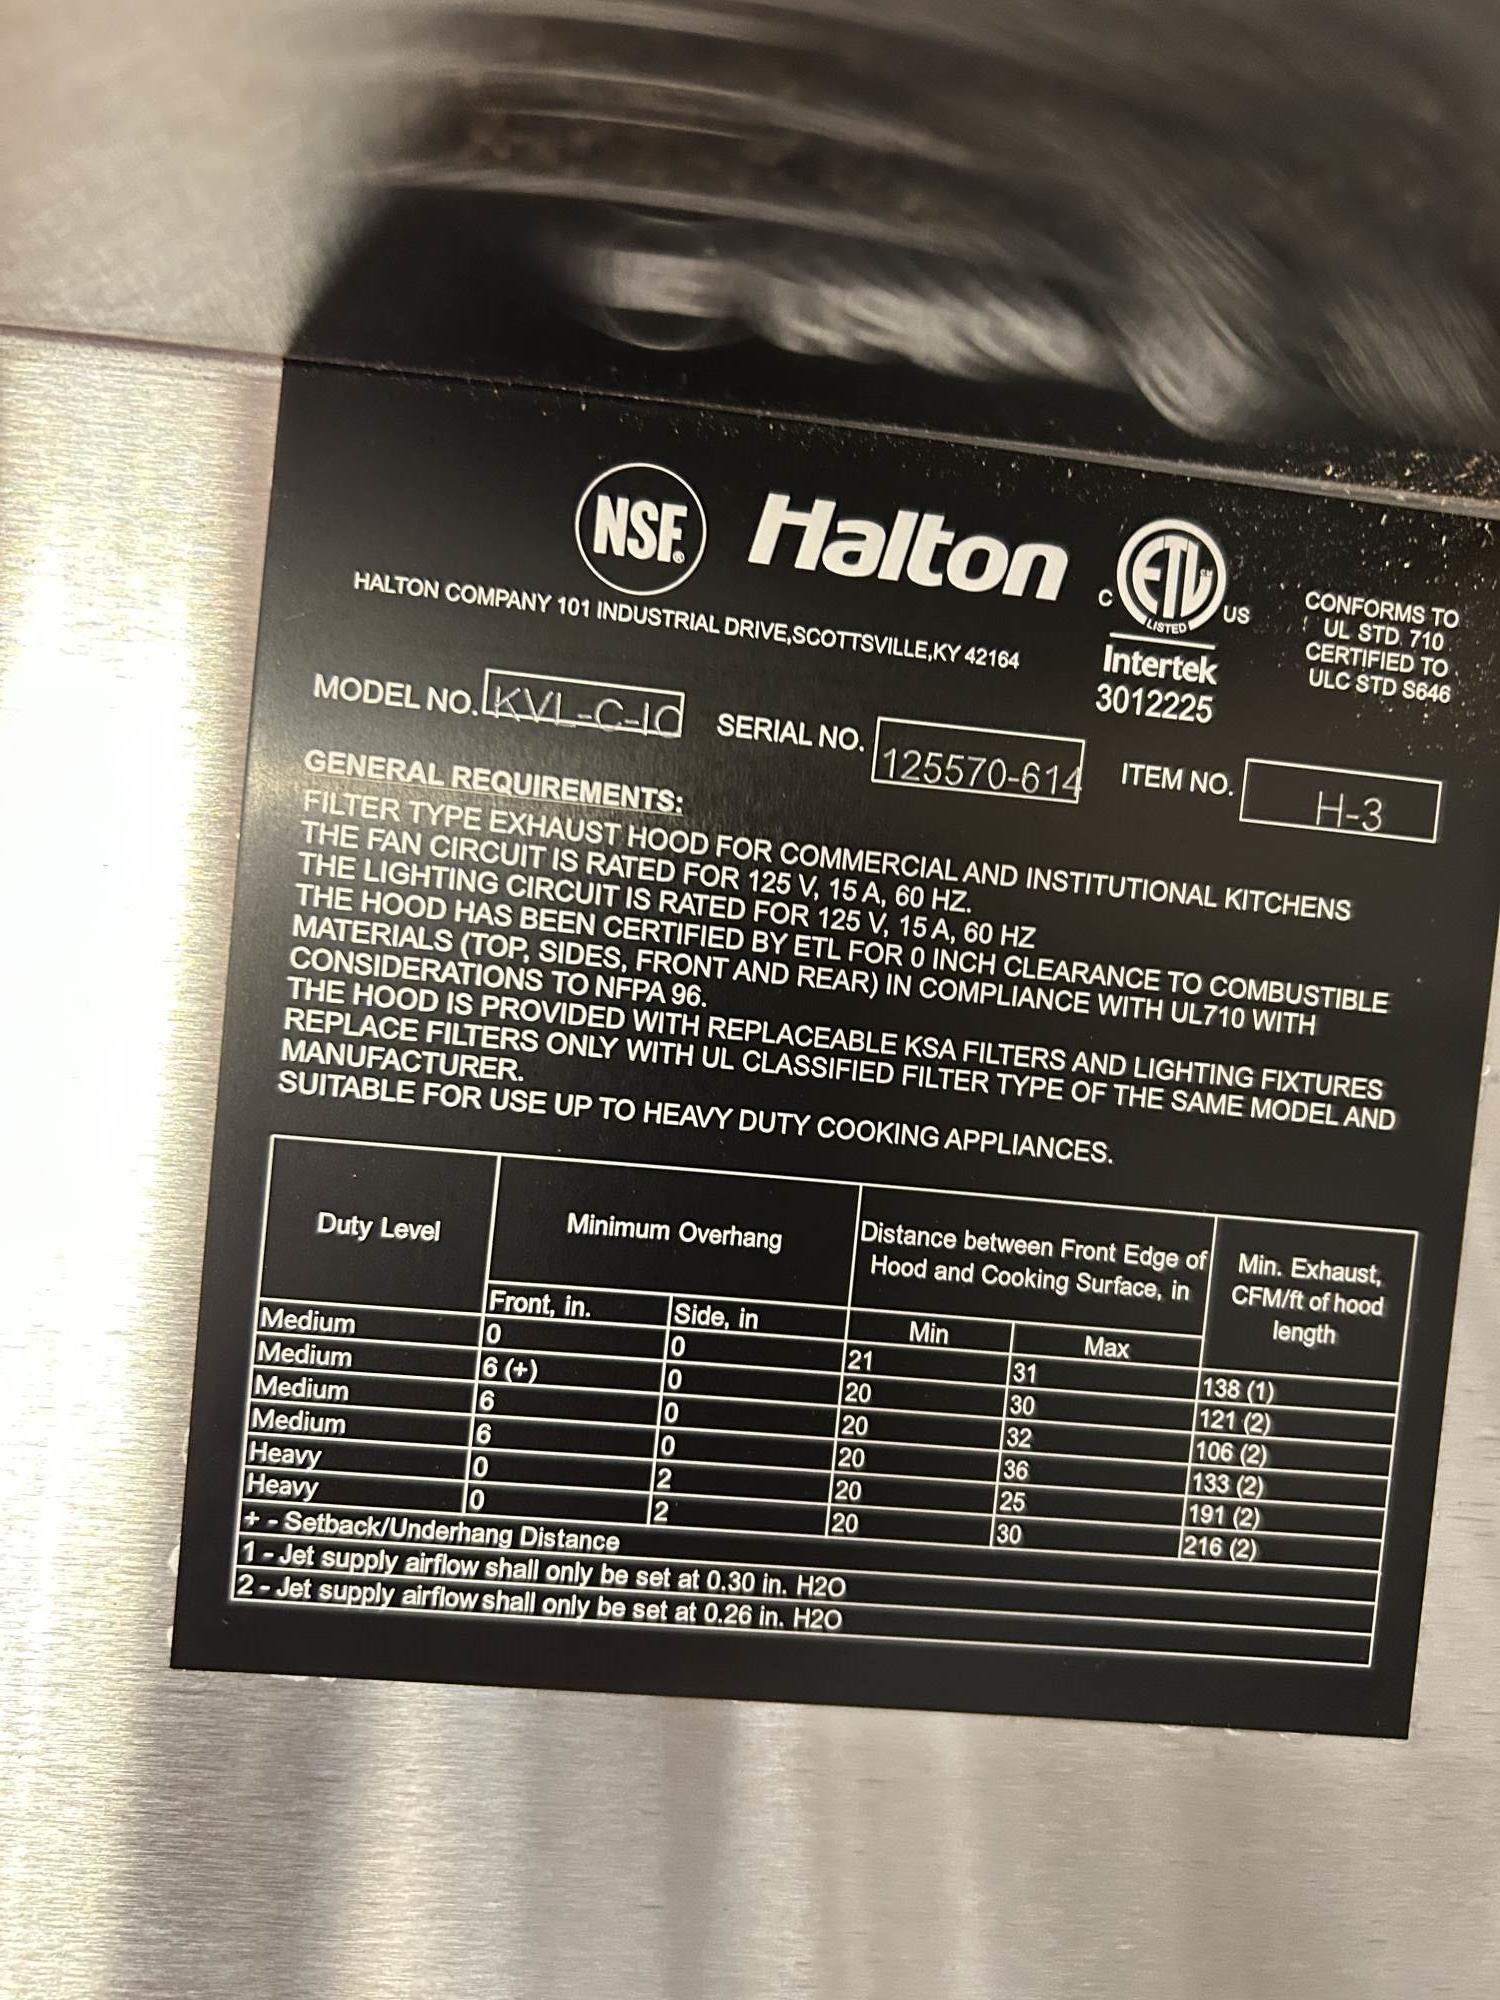 NSF®
Halton
C ETL CM US
LISTED
Intertek
3012225
CONFORMS TO
UL STD. 710
CERTIFIED TO
ULC STD S646
HALTON COMPANY 101 INDUSTRIAL DRIVE,SCOTTSVILLE,KY 42164
MODEL NO. KVL-C-IC SERIAL NO. 125570-614 ITEM NO. H-3
GENERAL REQUIREMENTS:
FILTER TYPE EXHAUST HOOD FOR COMMERCIAL AND INSTITUTIONAL KITCHENS
THE FAN CIRCUIT IS RATED FOR 125 V, 15 A, 60 HZ.
THE LIGHTING CIRCUIT IS RATED FOR 125 V, 15 A, 60 HZ
THE HOOD HAS BEEN CERTIFIED BY ETL FOR 0 INCH CLEARANCE TO COMBUSTIBLE
MATERIALS (TOP, SIDES, FRONT AND REAR) IN COMPLIANCE WITH UL710 WITH
CONSIDERATIONS TO NFPA 96.
THE HOOD IS PROVIDED WITH REPLACEABLE KSA FILTERS AND LIGHTING FIXTURES
REPLACE FILTERS ONLY WITH UL CLASSIFIED FILTER TYPE OF THE SAME MODEL AND
MANUFACTURER.
SUITABLE FOR USE UP TO HEAVY DUTY COOKING APPLIANCES.
Duty Level Minimum Overhang Distance between Front Edge of Hood and Cooking Surface, in Min. Exhaust, CFM/ft of hood length
Front, in. Side, in Min Max
Medium 0 0 21 31 138 (1)
Medium 6 (+) 0 20 30 121 (2)
Medium 6 0 20 32 106 (2)
Medium 6 0 20 36 133 (2)
Heavy 0 2 20 25 191 (2)
Heavy 0 2 20 30 216 (2)
+ - Setback/Underhang Distance
1 - Jet supply airflow shall only be set at 0.30 in. H2O
2 - Jet supply airflow shall only be set at 0.26 in. H2O